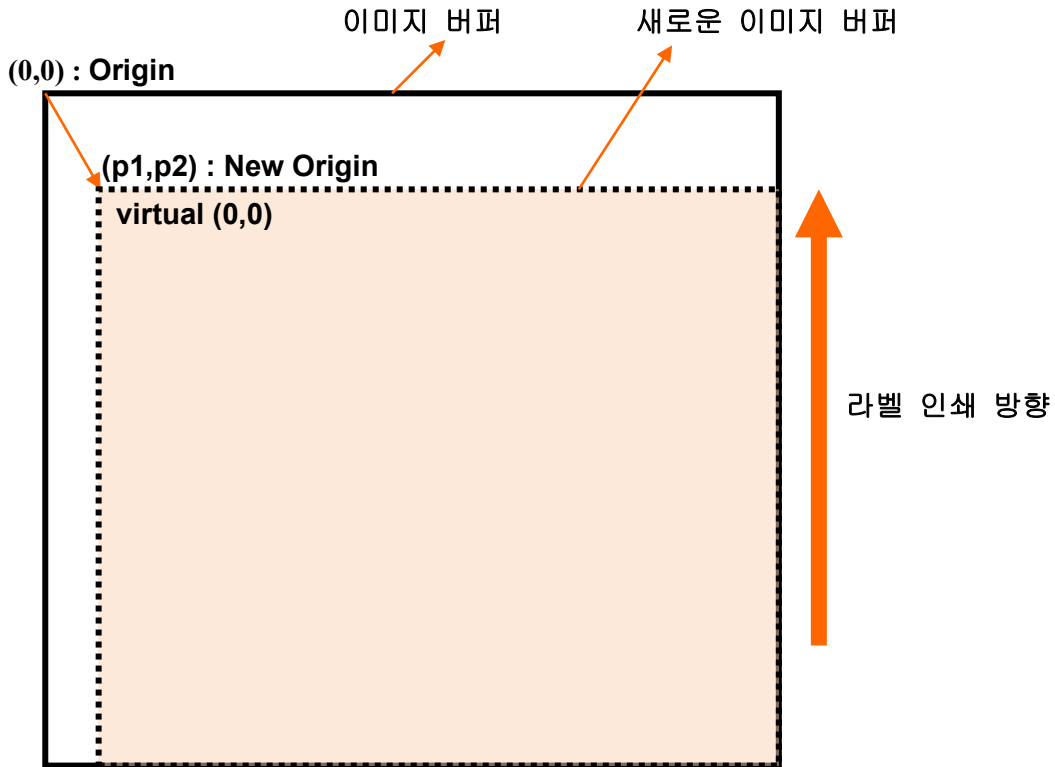 이미지 버퍼
새로운 이미지 버퍼
(0,0) : Origin
(p1,p2) : New Origin
virtual (0,0)
라벨 인쇄 방향